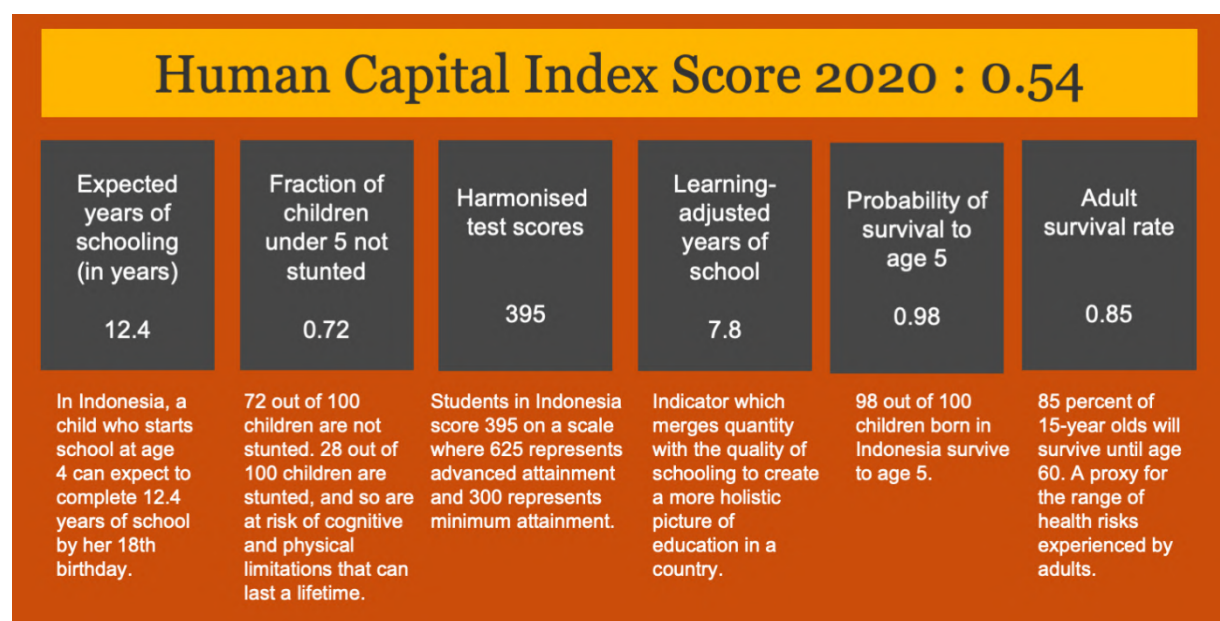 Human Capital Index Score 2020 : 0.54
Expected
years of
schooling
(in years)
12.4
In Indonesia, a
child who starts
school at age
4 can expect to
complete 12.4
years of school
by her 18th
birthday.
Fraction of
children
under 5 not
stunted
0.72
72 out of 100
children are not
stunted. 28 out of
100 children are
stunted, and so are
at risk of cognitive
and physical
limitations that can
last a lifetime.
Harmonised
test scores
395
Students in Indonesia
score 395 on a scale
where 625 represents
advanced attainment
and 300 represents
minimum attainment.
Learning-
adjusted
years of
school
7.8
Indicator which
merges quantity
with the quality of
schooling to create
a more holistic
picture of
education in a
country.
Probability of
survival to
age 5
0.98
98 out of 100
children born in
Indonesia survive
to age 5.
Adult
survival rate
0.85
85 percent of
15-year olds will
survive until age
60. A proxy for
the range of
health risks
experienced by
adults.